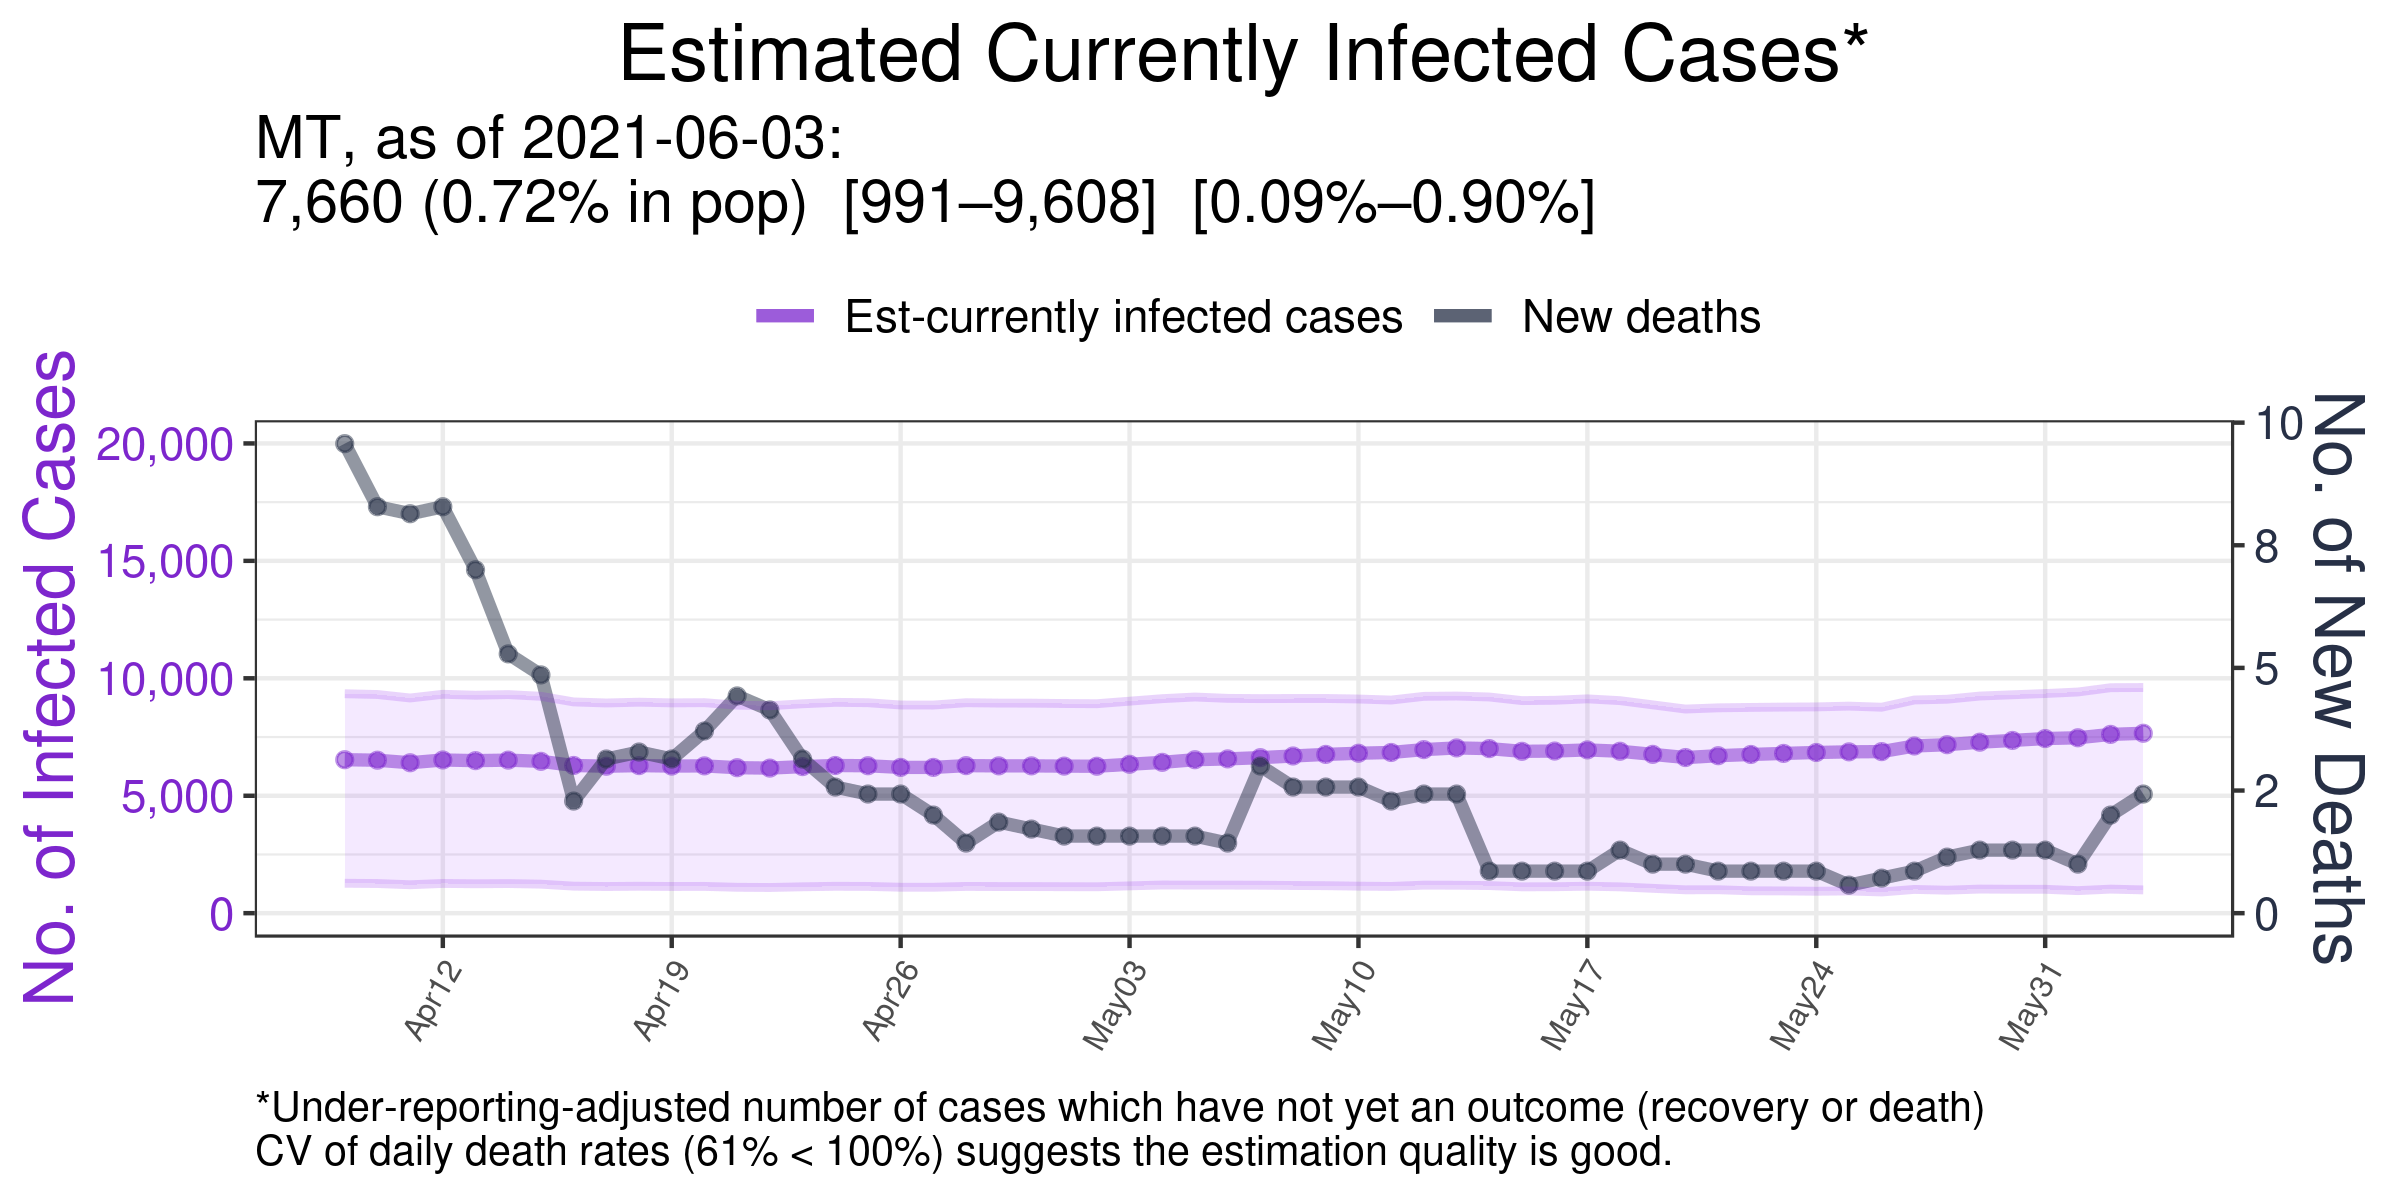 Estimated Currently Infected Cases*
MT, as of 2021-06-03:
7,660 (0.72% in pop)  [991–9,608]  [0.09%–0.90%]
Est-currently infected cases
New deaths
No. of Infected Cases
20,000
15,000
10,000
5,000
0
10
8
5
2
0
No. of New Deaths
Apr12
Apr19
Apr26
May03
May10
May17
May24
May31
*Under-reporting-adjusted number of cases which have not yet an outcome (recovery or death)
CV of daily death rates (61% < 100%) suggests the estimation quality is good.